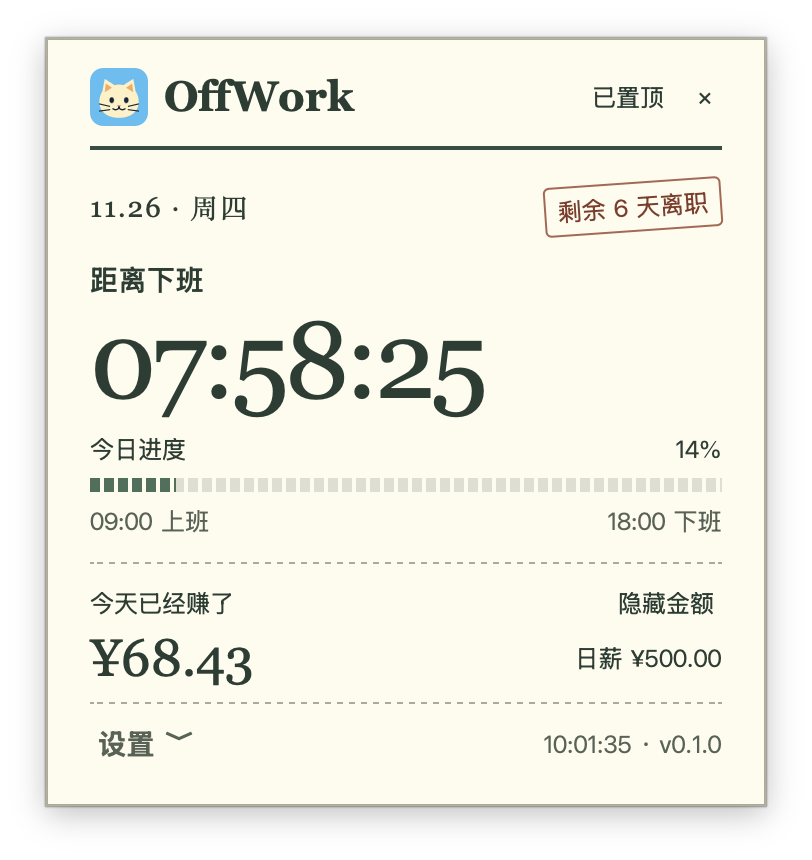 OffWork 已置顶 ×
11.26 · 周四 剩余 6 天离职
距离下班
07:58:25
今日进度 14%
09:00 上班 18:00 下班
今天已经赚了 隐藏金额
¥68.43 日薪 ¥500.00
设置 10:01:35 · v0.1.0